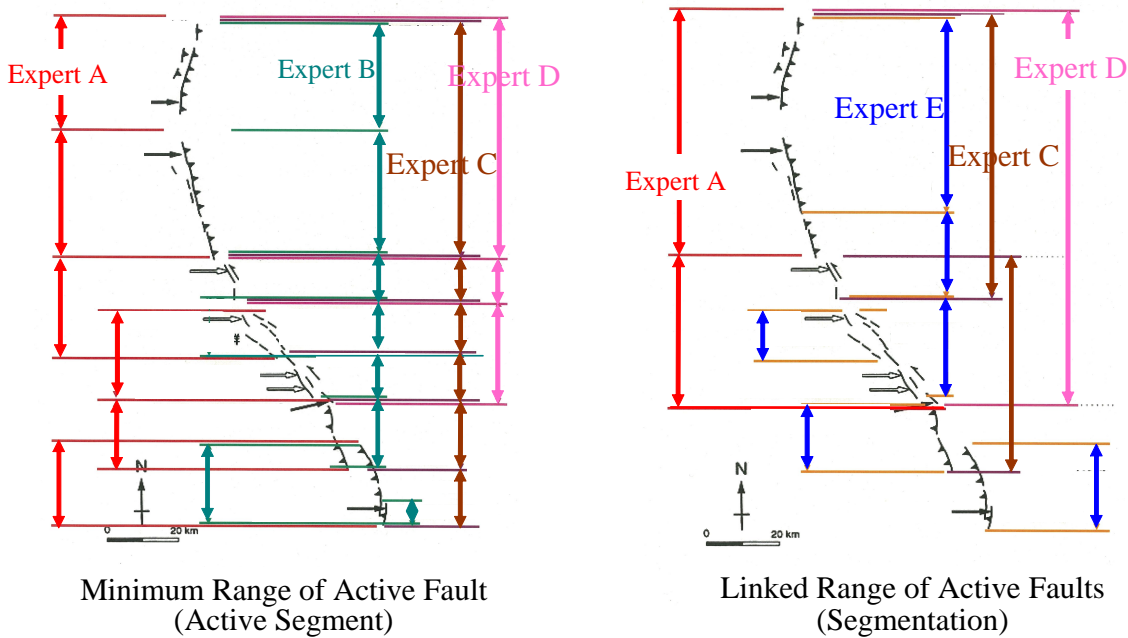 Expert A
Expert B
Expert D
Expert C
N
0 20 km
Minimum Range of Active Fault
(Active Segment)
Expert D
Expert E
Expert C
Expert A
N
0 20 km
Linked Range of Active Faults
(Segmentation)